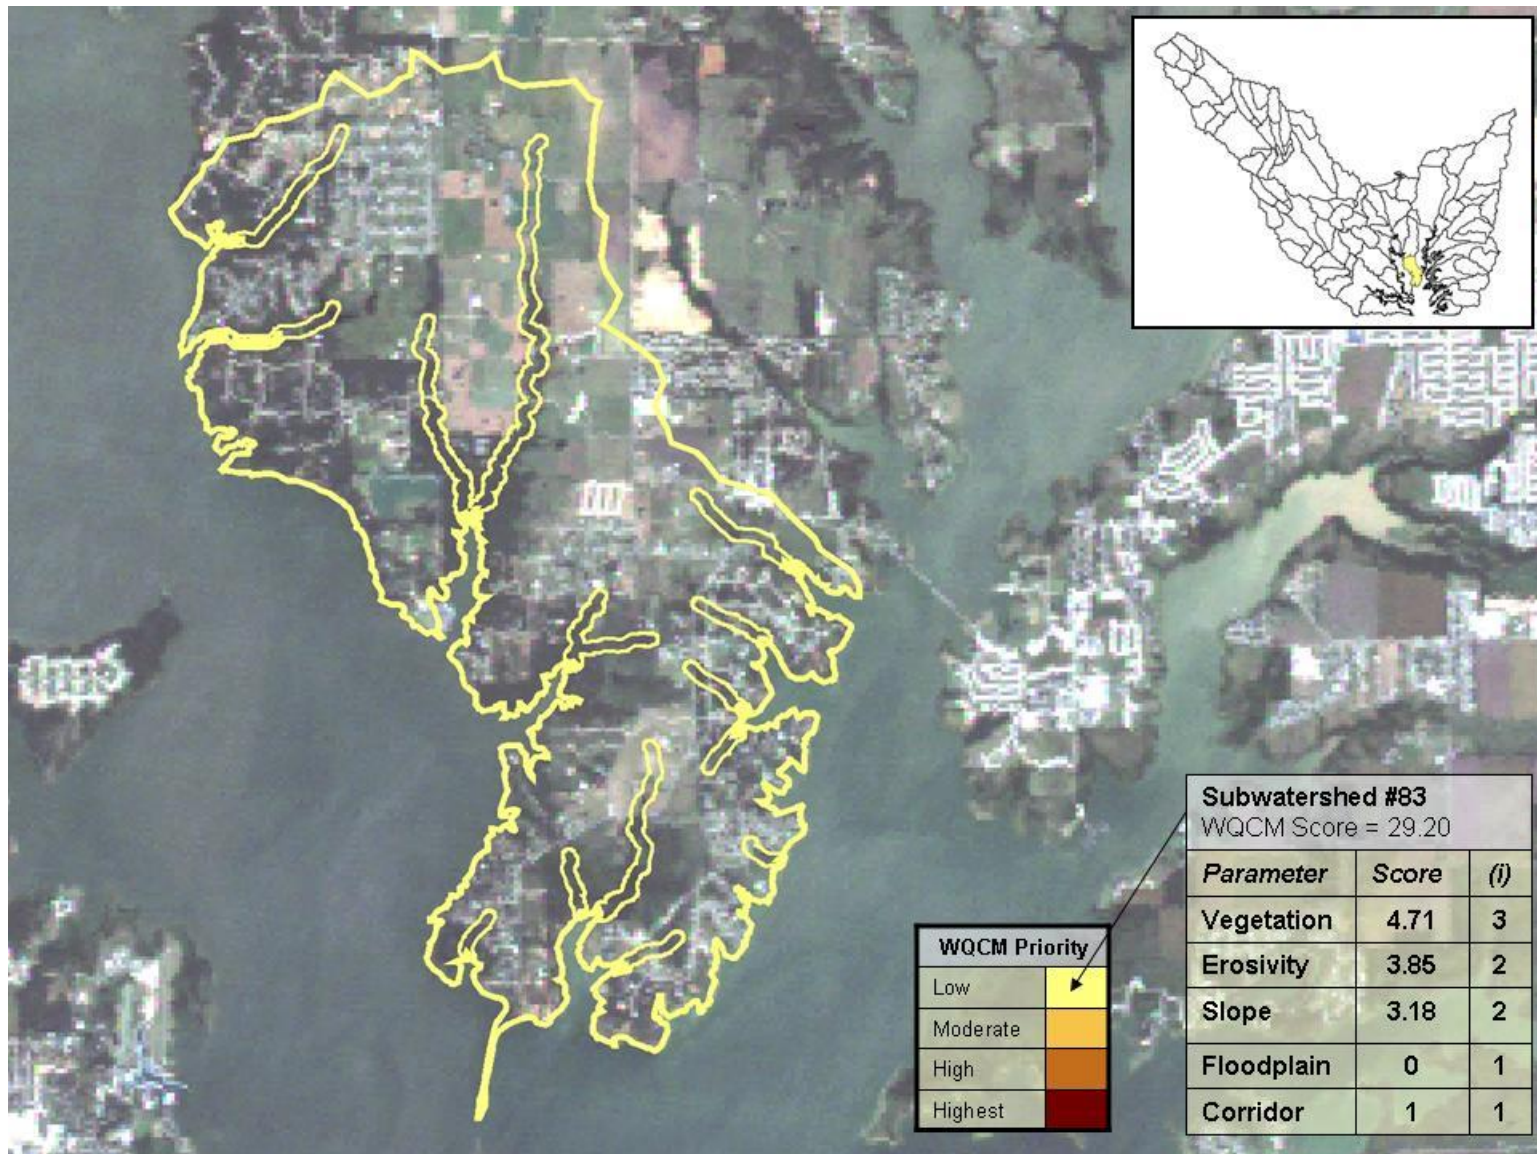 Subwatershed #83
WQCM Score = 29.20
Parameter Score (i)
Vegetation 4.71 3
Erosivity 3.85 2
Slope 3.18 2
Floodplain 0 1
Corridor 1 1
WQCM Priority
Low
Moderate
High
Highest